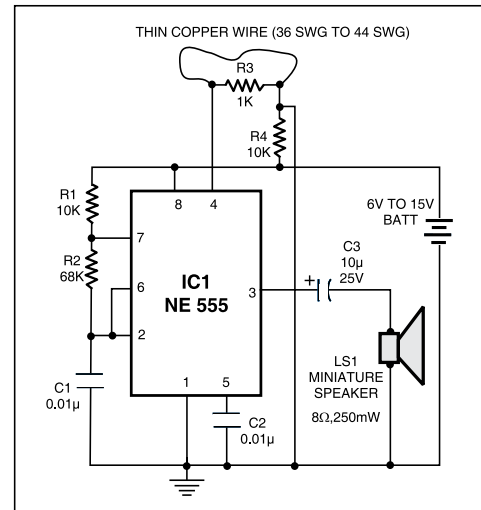 THIN COPPER WIRE (36 SWG TO 44 SWG)
R3
1K
R4
10K
R1
10K
8
4
6V TO 15V
BATT
7
R2
68K
C3
10µ
25V
+
6
IC1
NE 555
3
2
LS1
MINIATURE
SPEAKER
8Ω,250mW
C1
0.01µ
1
5
C2
0.01µ